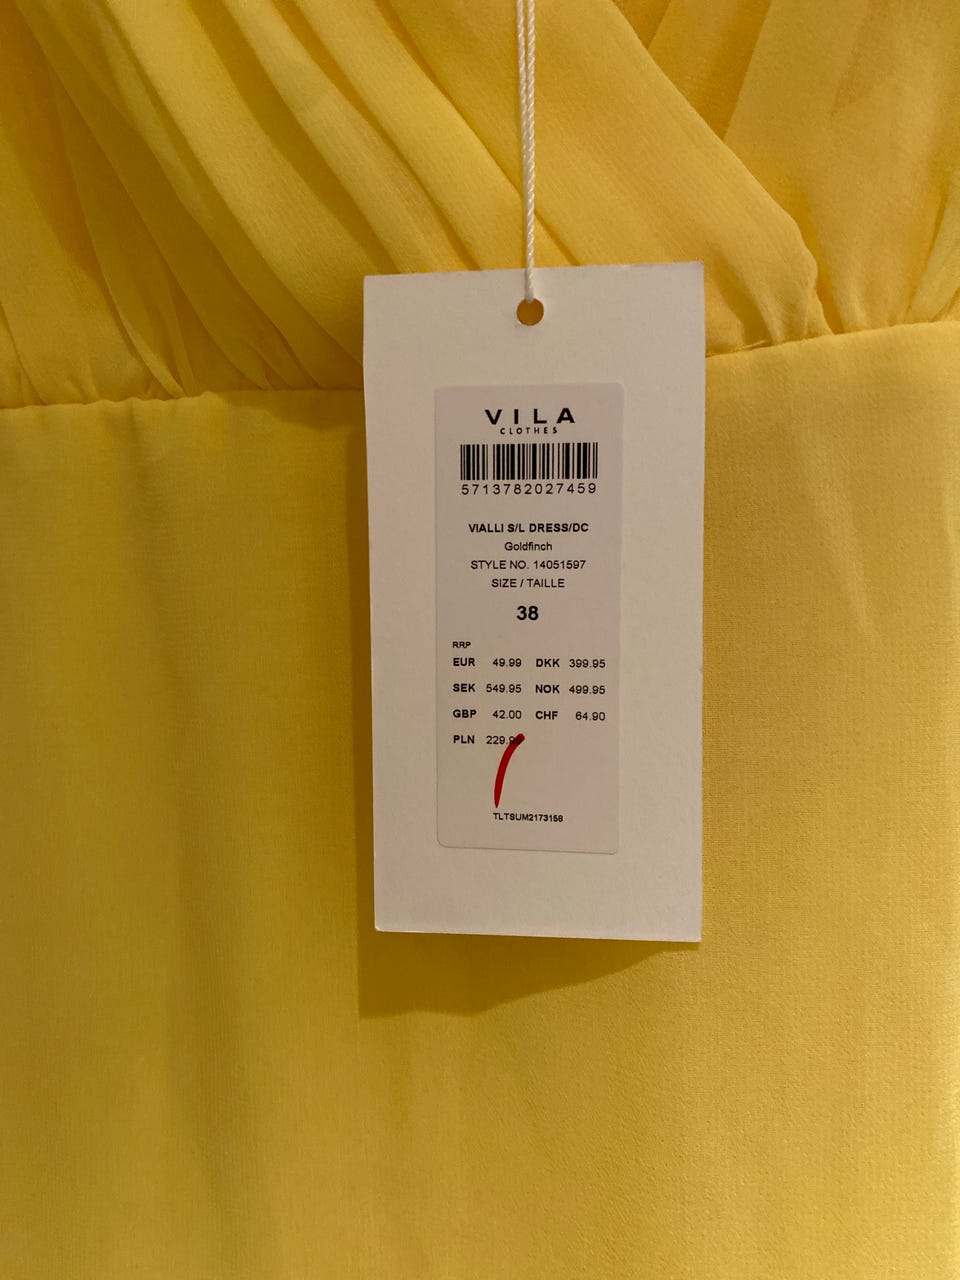 VILA
CLOTHES
5713782027459
VIALLI S/L DRESS/DC
Goldfinch
STYLE NO. 14051597
SIZE / TAILLE
38
RRP
EUR 49.99 DKK 399.95
SEK 549.95 NOK 499.95
GBP 42.00 CHF 64.90
PLN
TLTSUM2173158